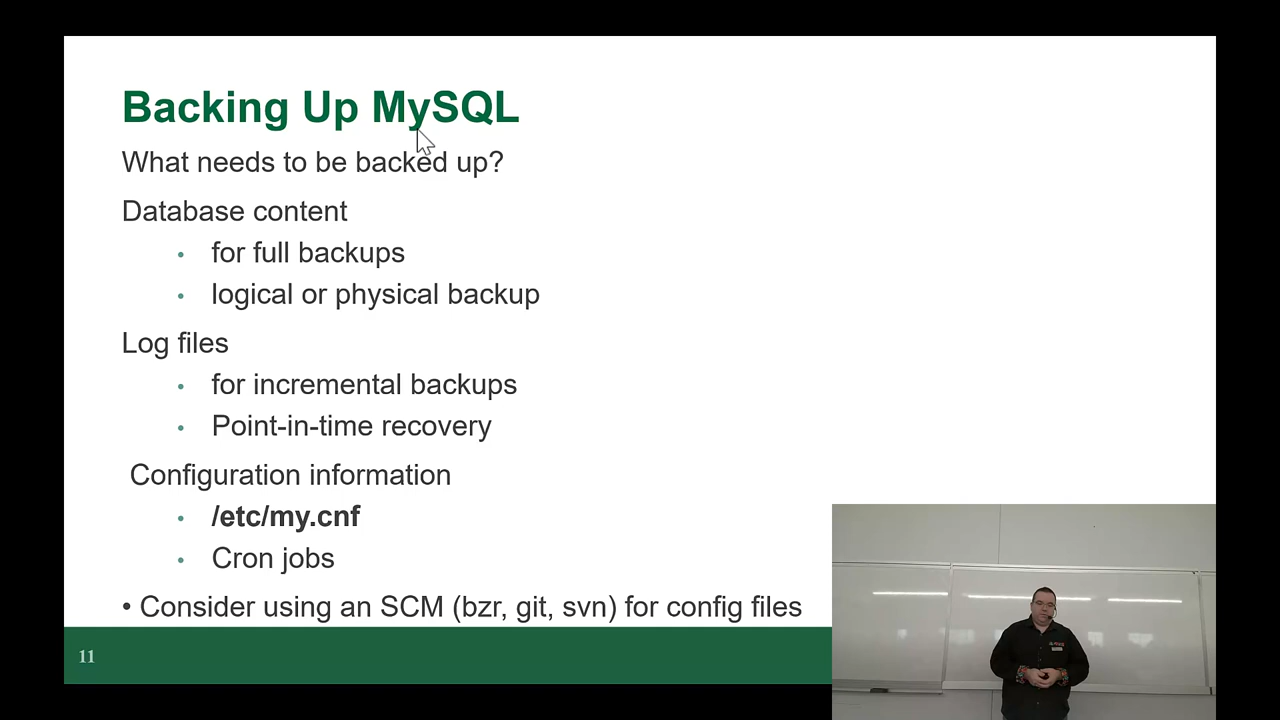 Backing Up MySQL
What needs to be backed up?
Database content
• for full backups
• logical or physical backup
Log files
• for incremental backups
• Point-in-time recovery
Configuration information
• /etc/my.cnf
• Cron jobs
• Consider using an SCM (bzr, git, svn) for config files
11